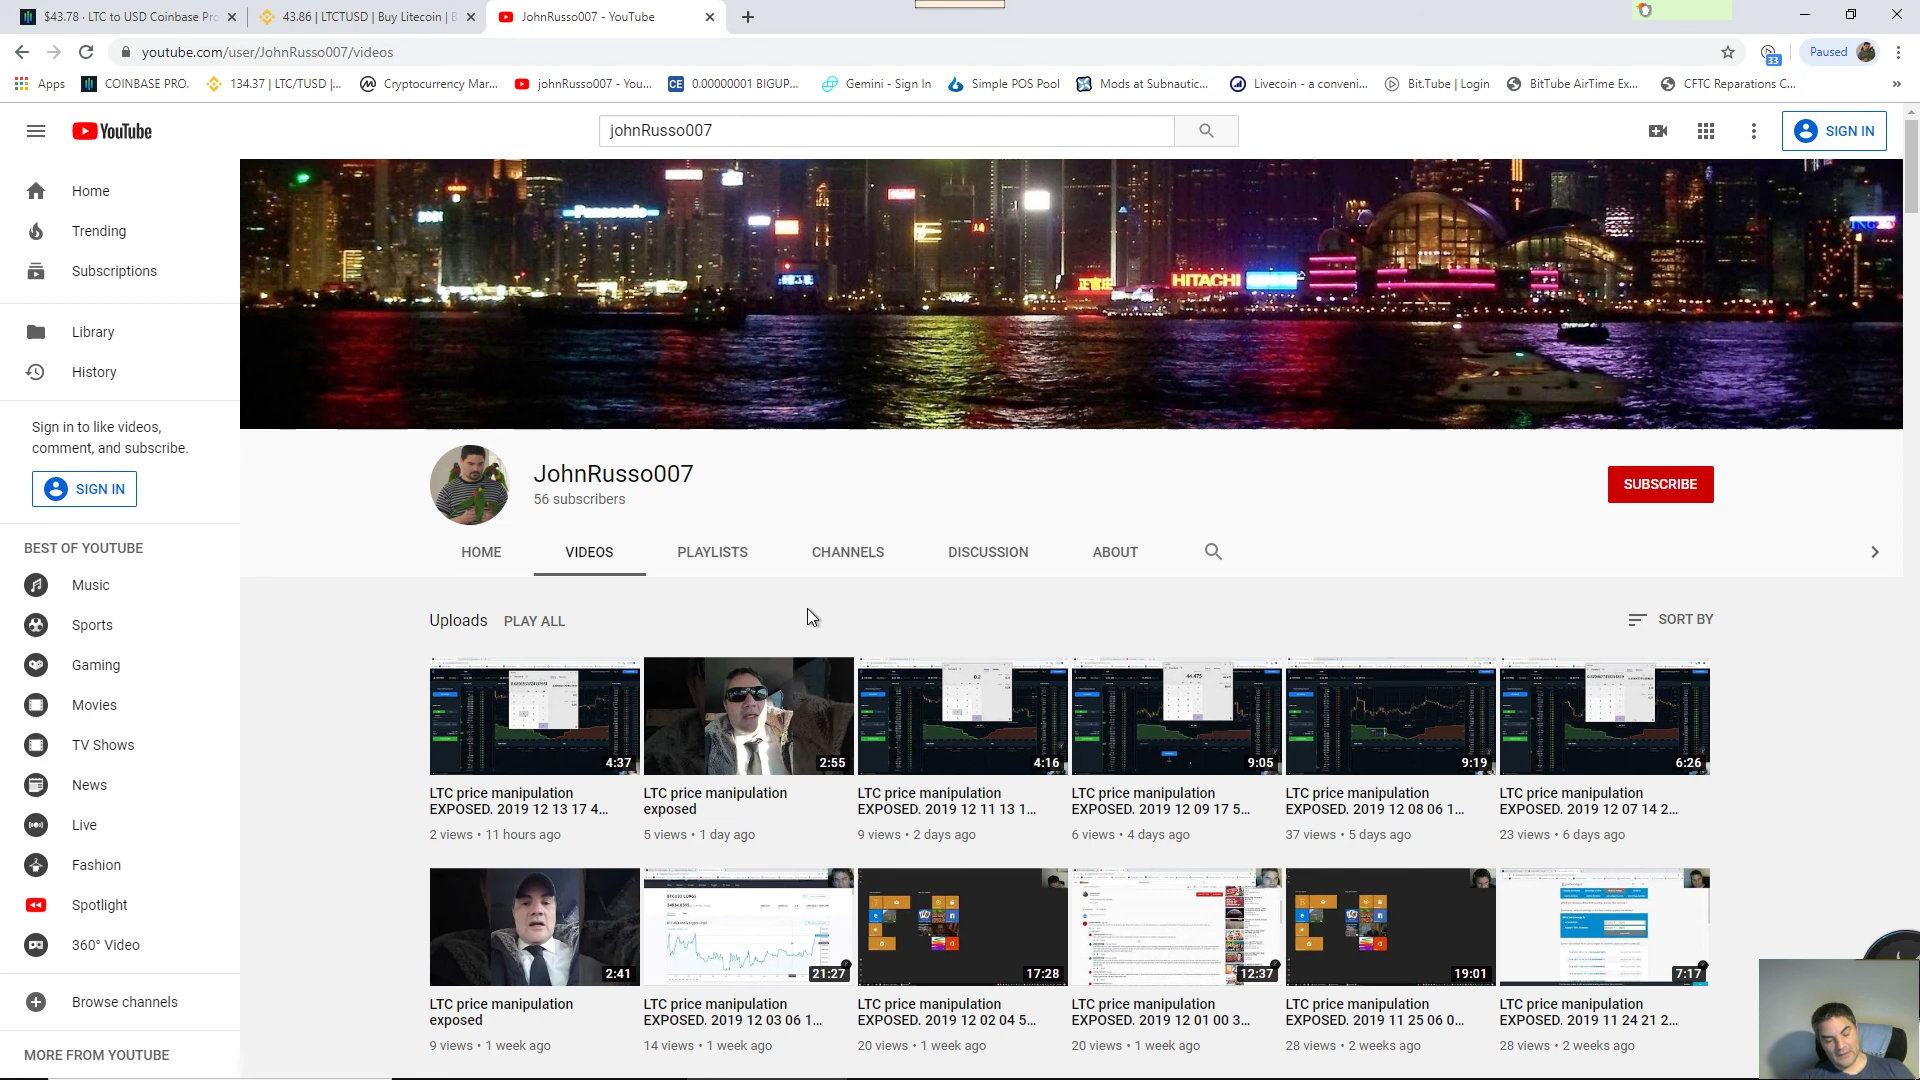 $43.78 · LTC to USD Coinbase Pro
43.86 | LTCTUSD | Buy Litecoin | B
JohnRusso007 - YouTube
youtube.com/user/JohnRusso007/videos
33
Paused
Apps
COINBASE PRO.
134.37 | LTC/TUSD |...
Cryptocurrency Mar...
johnRusso007 - You...
CE
0.00000001 BIGUP...
Gemini - Sign In
Simple POS Pool
Mods at Subnautic...
Livecoin - a conveni...
Bit.Tube | Login
BitTube AirTime Ex...
CFTC Reparations C...
YouTube
johnRusso007
SIGN IN
Home
Trending
Subscriptions
Library
History
Sign in to like videos,
comment, and subscribe.
SIGN IN
BEST OF YOUTUBE
Music
Sports
Gaming
Movies
TV Shows
News
Live
Fashion
Spotlight
360° Video
Browse channels
MORE FROM YOUTUBE
Panasonic
HITACHI
ING
JohnRusso007
56 subscribers
SUBSCRIBE
HOME
VIDEOS
PLAYLISTS
CHANNELS
DISCUSSION
ABOUT
Uploads
PLAY ALL
SORT BY
4:37
LTC price manipulation
EXPOSED. 2019 12 13 17 4...
2 views • 11 hours ago
2:55
LTC price manipulation
exposed
5 views • 1 day ago
0.2
4:16
LTC price manipulation
EXPOSED. 2019 12 11 13 1...
9 views • 2 days ago
44.475
9:05
LTC price manipulation
EXPOSED. 2019 12 09 17 5...
6 views • 4 days ago
9:19
LTC price manipulation
EXPOSED. 2019 12 08 06 1...
37 views • 5 days ago
6:26
LTC price manipulation
EXPOSED. 2019 12 07 14 2...
23 views • 6 days ago
2:41
LTC price manipulation
exposed
9 views • 1 week ago
21:27
LTC price manipulation
EXPOSED. 2019 12 03 06 1...
14 views • 1 week ago
17:28
LTC price manipulation
EXPOSED. 2019 12 02 04 5...
20 views • 1 week ago
12:37
LTC price manipulation
EXPOSED. 2019 12 01 00 3...
20 views • 1 week ago
19:01
LTC price manipulation
EXPOSED. 2019 11 25 06 0...
28 views • 2 weeks ago
7:17
LTC price manipulation
EXPOSED. 2019 11 24 21 2...
28 views • 2 weeks ago